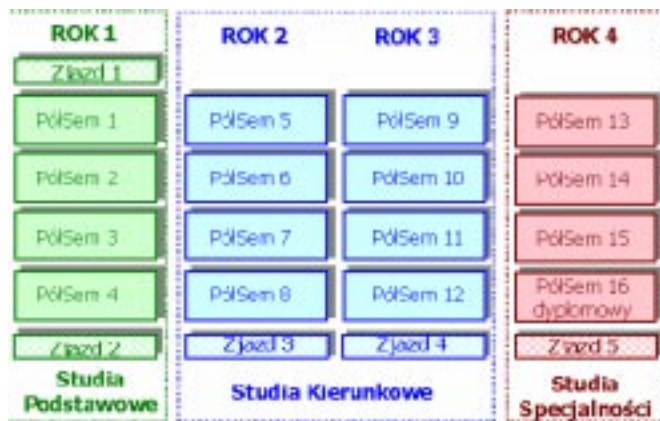 ROK 1
Zjazd 1
PółSem 1
PółSem 2
PółSem 3
PółSem 4
Zjazd 2
Studia
Podstawowe
ROK 2
ROK 3
PółSem 5
PółSem 9
PółSem 6
PółSem 10
PółSem 7
PółSem 11
PółSem 8
PółSem 12
Zjazd 3
Zjazd 4
Studia Kierunkowe
ROK 4
PółSem 13
PółSem 14
PółSem 15
PółSem 16
dyplomowy
Zjazd 5
Studia
Specjalności